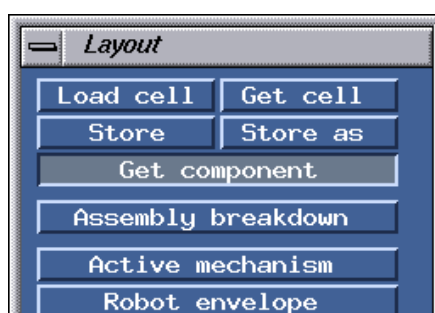 Layout
Load cell Get cell
Store Store as
Get component
Assembly breakdown
Active mechanism
Robot envelope